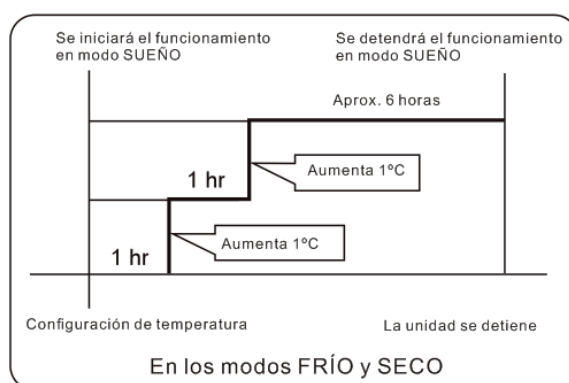 Se iniciará el funcionamiento
en modo SUEÑO
Se detendrá el funcionamiento
en modo SUEÑO
Aprox. 6 horas
Aumenta 1ºC
1 hr
Aumenta 1ºC
1 hr
Configuración de temperatura
La unidad se detiene
En los modos FRÍO y SECO